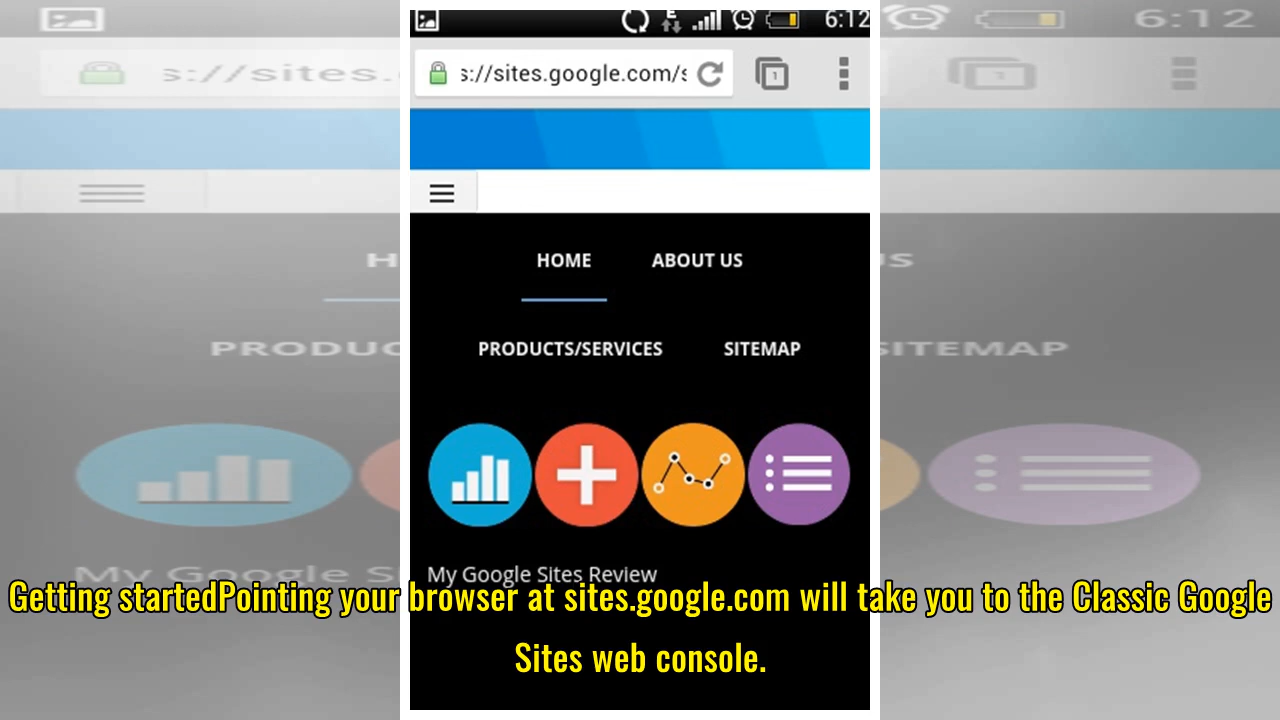 6:12
s://sites.google.com/s
1
HOME ABOUT US
PRODUCTS/SERVICES SITEMAP
My Google Sites Review
Getting startedPointing your browser at sites.google.com will take you to the Classic Google
Sites web console.